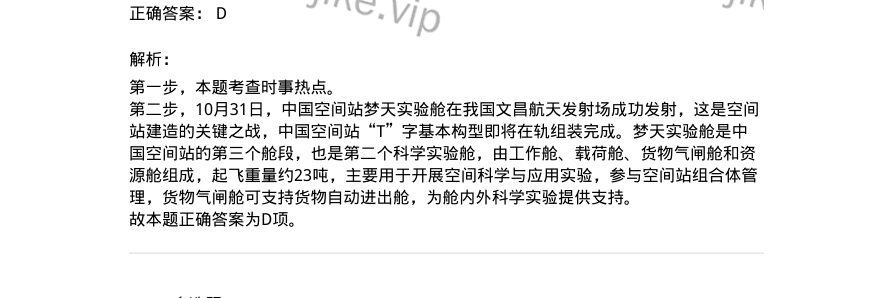 jike.vip
正确答案： D
解析：
第一步，本题考查时事热点。
第二步，10月31日，中国空间站梦天实验舱在我国文昌航天发射场成功发射，这是空间
站建造的关键之战，中国空间站“T”字基本构型即将在轨组装完成。梦天实验舱是中
国空间站的第三个舱段，也是第二个科学实验舱，由工作舱、载荷舱、货物气闸舱和资
源舱组成，起飞重量约23吨，主要用于开展空间科学与应用实验，参与空间站组合体管
理，货物气闸舱可支持货物自动进出舱，为舱内外科学实验提供支持。
故本题正确答案为D项。